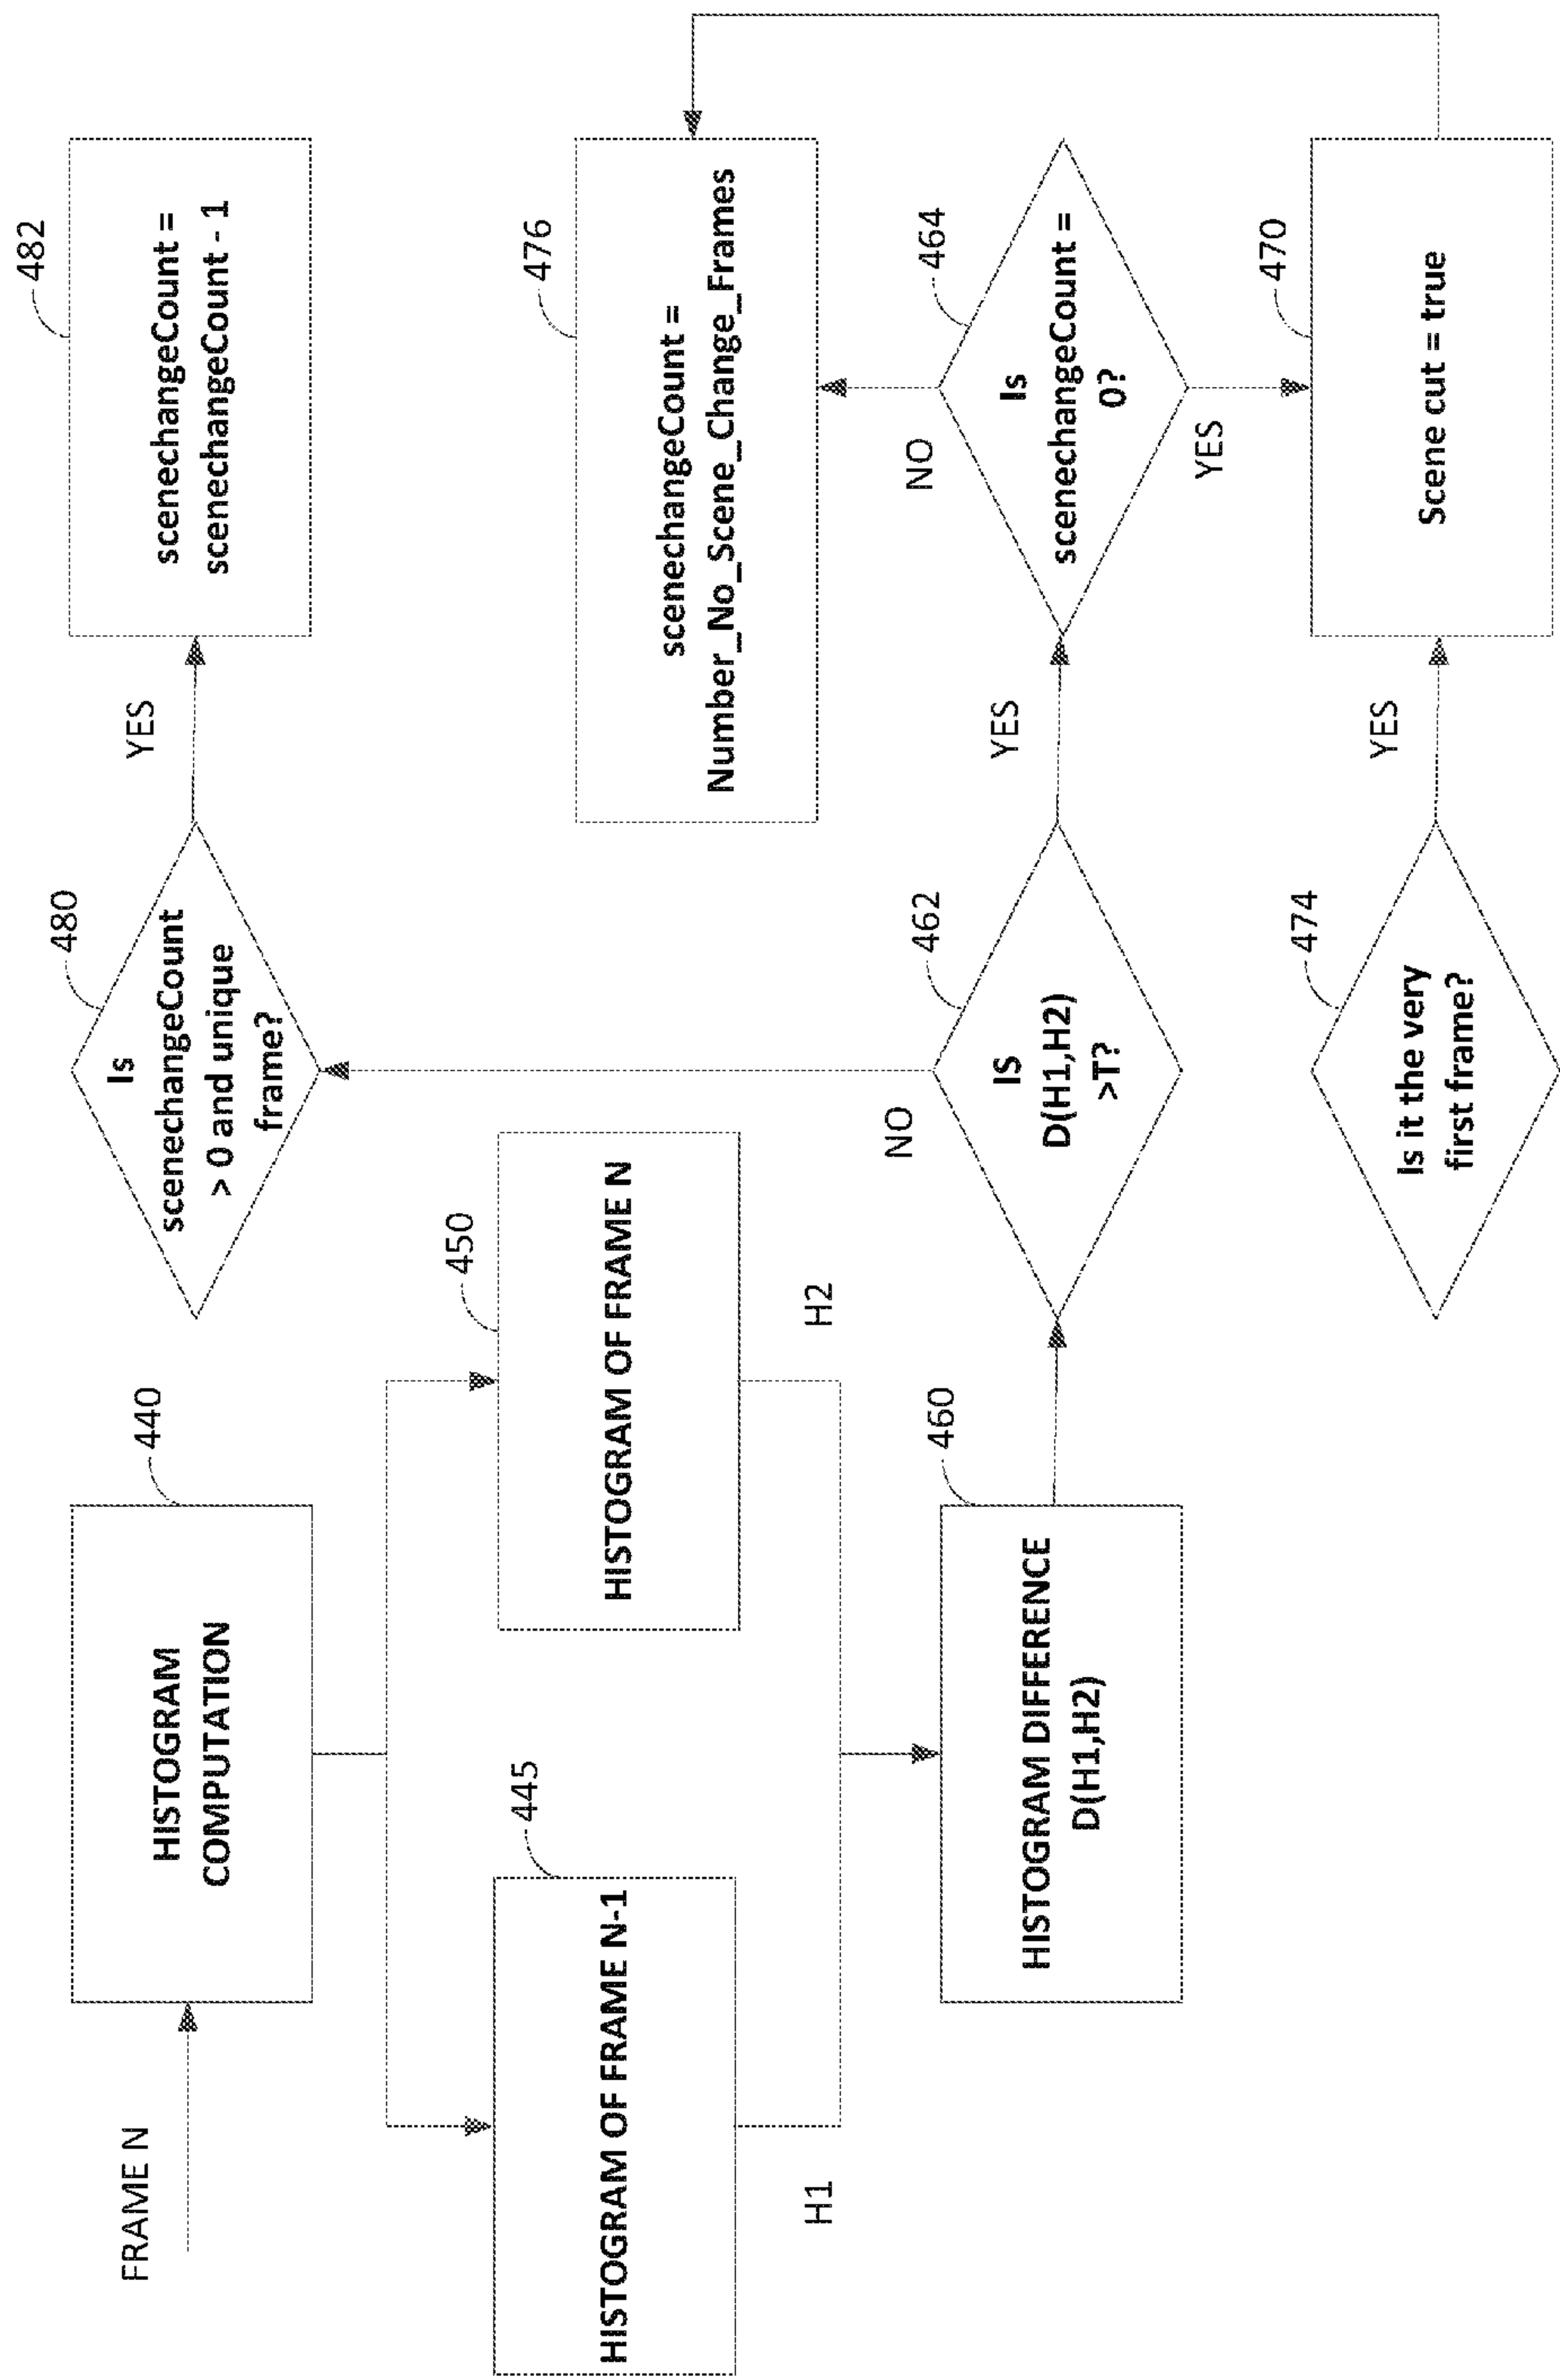 FRAME N
440
HISTOGRAM
COMPUTATION
445
HISTOGRAM OF FRAME N-1
450
HISTOGRAM OF FRAME N
H1
H2
460
HISTOGRAM DIFFERENCE
D(H1,H2)
480
Is
scenechangeCount
> 0 and unique
frame?
YES
482
scenechangeCount =
scenechangeCount - 1
NO
462
IS
D(H1,H2)
>T?
YES
464
Is
scenechangeCount =
0?
NO
YES
476
scenechangeCount =
Number_No_Scene_Change_Frames
474
Is it the very
first frame?
YES
470
Scene cut = true